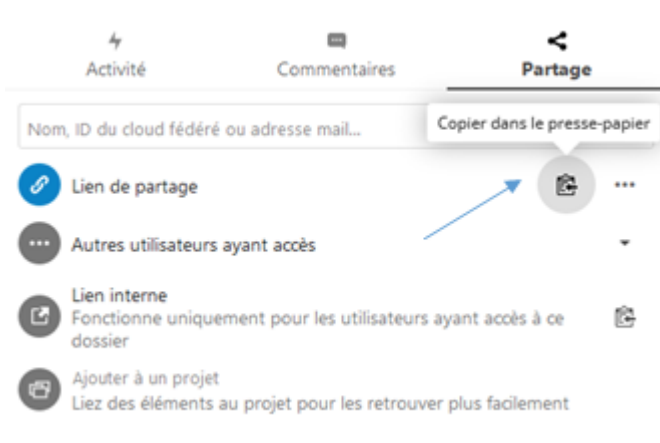 Activité
Commentaires
Partage
Nom, ID du cloud fédéré ou adresse mail...
Copier dans le presse-papier
Lien de partage
Autres utilisateurs ayant accès
Lien interne
Fonctionne uniquement pour les utilisateurs ayant accès à ce
dossier
Ajouter à un projet
Liez des éléments au projet pour les retrouver plus facilement